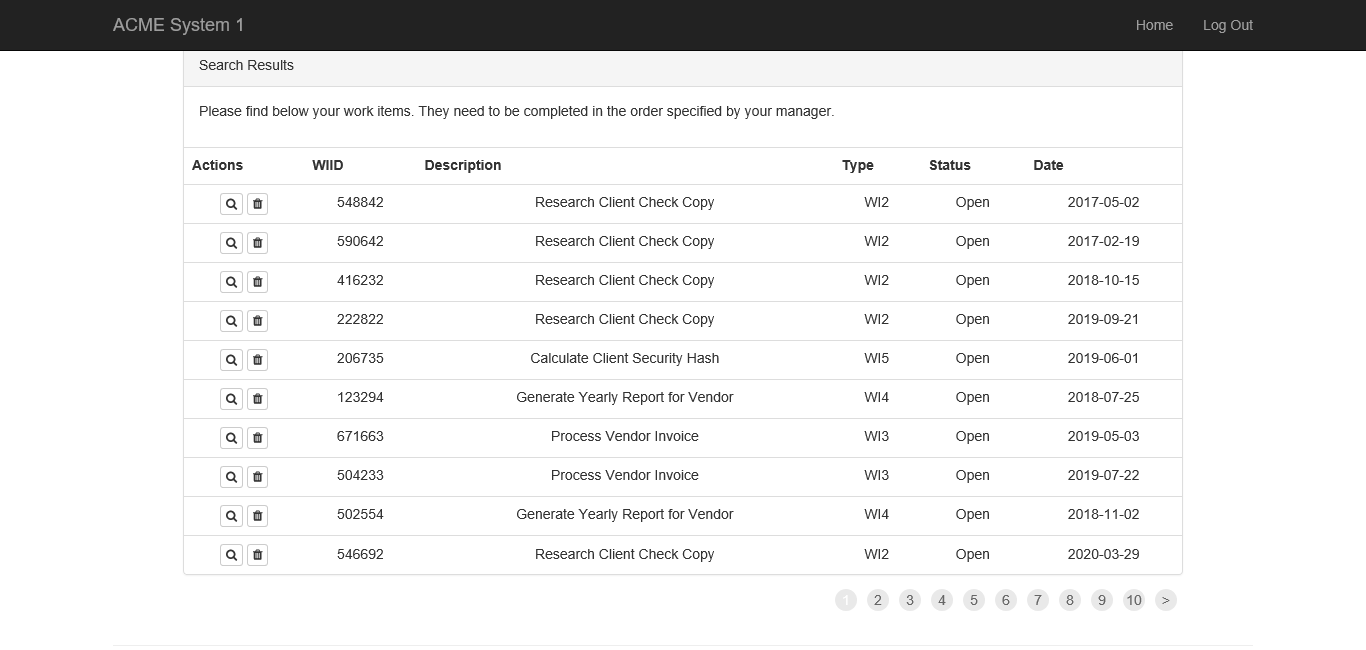 ACME System 1 Home Log Out
Search Results
Please find below your work items. They need to be completed in the order specified by your manager.
Actions WIID Description Type Status Date
548842 Research Client Check Copy WI2 Open 2017-05-02
590642 Research Client Check Copy WI2 Open 2017-02-19
416232 Research Client Check Copy WI2 Open 2018-10-15
222822 Research Client Check Copy WI2 Open 2019-09-21
206735 Calculate Client Security Hash WI5 Open 2019-06-01
123294 Generate Yearly Report for Vendor WI4 Open 2018-07-25
671663 Process Vendor Invoice WI3 Open 2019-05-03
504233 Process Vendor Invoice WI3 Open 2019-07-22
502554 Generate Yearly Report for Vendor WI4 Open 2018-11-02
546692 Research Client Check Copy WI2 Open 2020-03-29
1 2 3 4 5 6 7 8 9 10 >